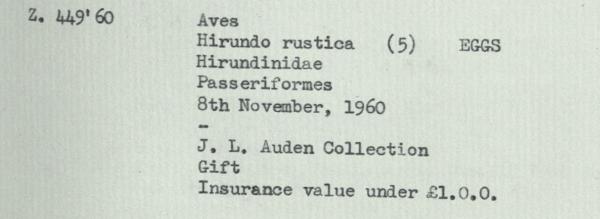 Z. 449'60
Aves
Hirundo rustica (5) EGGS
Hirundinidae
Passeriformes
8th November, 1960
-
J. L. Auden Collection
Gift
Insurance value under £1.0.0.